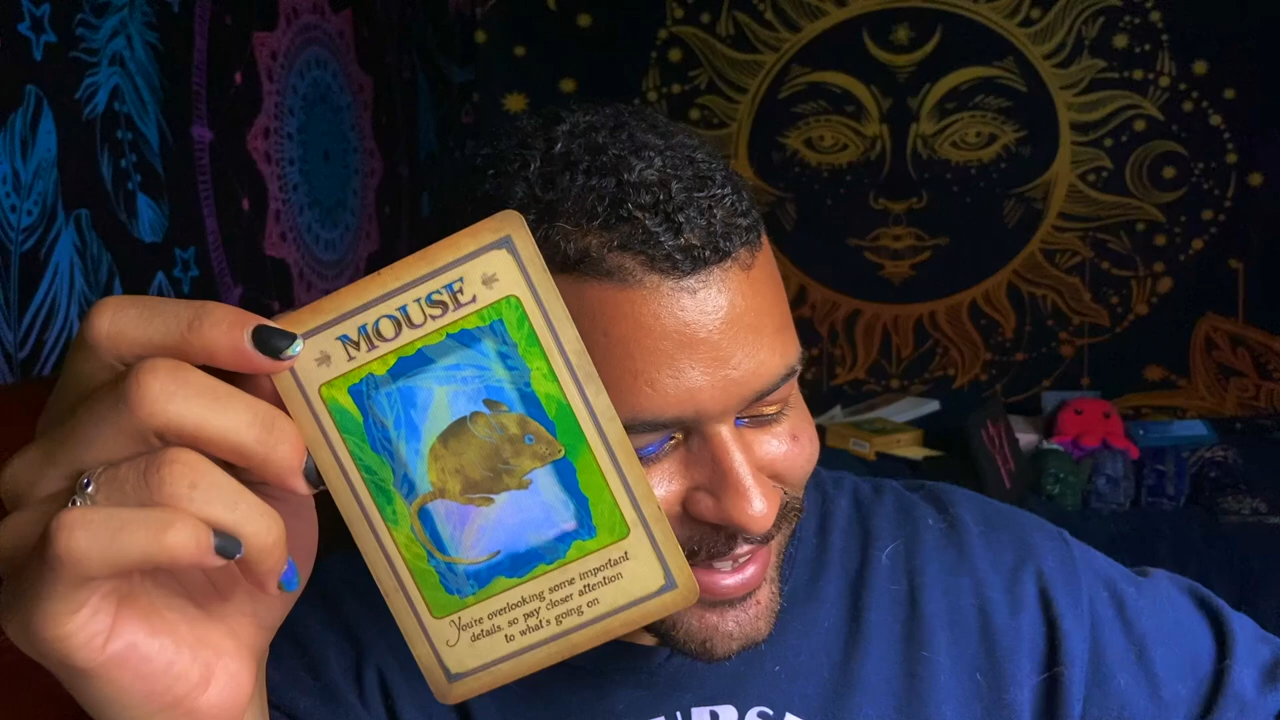 MOUSE
You're overlooking some important
details, so pay closer attention
to what's going on